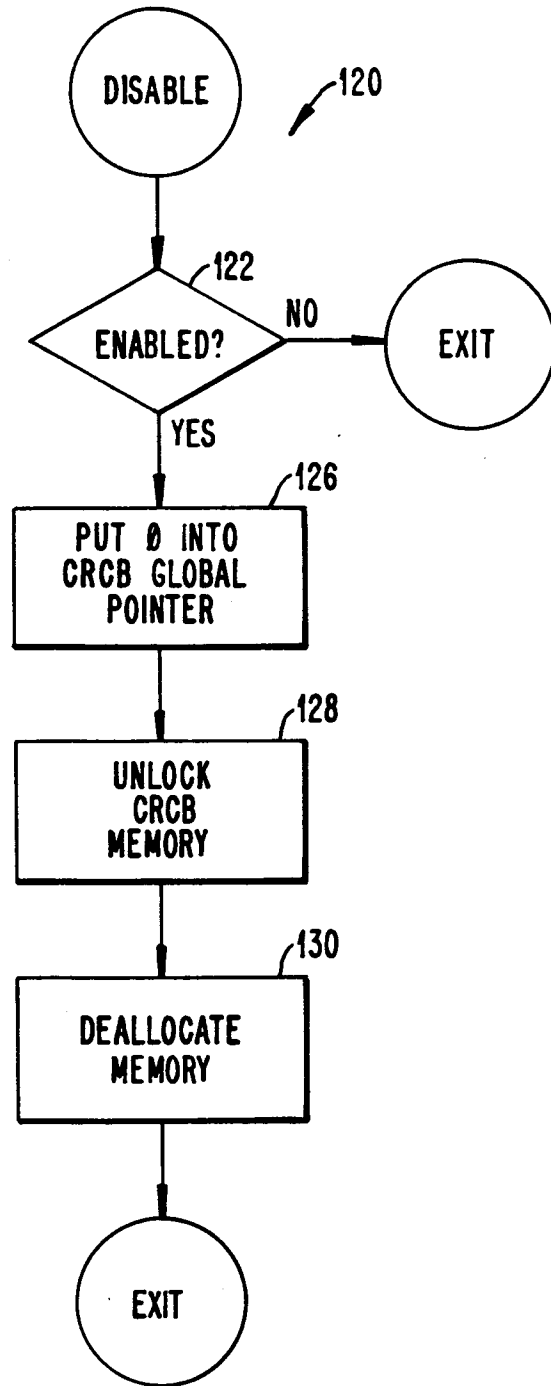 DISABLE
120
122
ENABLED?
NO
EXIT
YES
126
PUT Ø INTO
CRCB GLOBAL
POINTER
128
UNLOCK
CRCB
MEMORY
130
DEALLOCATE
MEMORY
EXIT